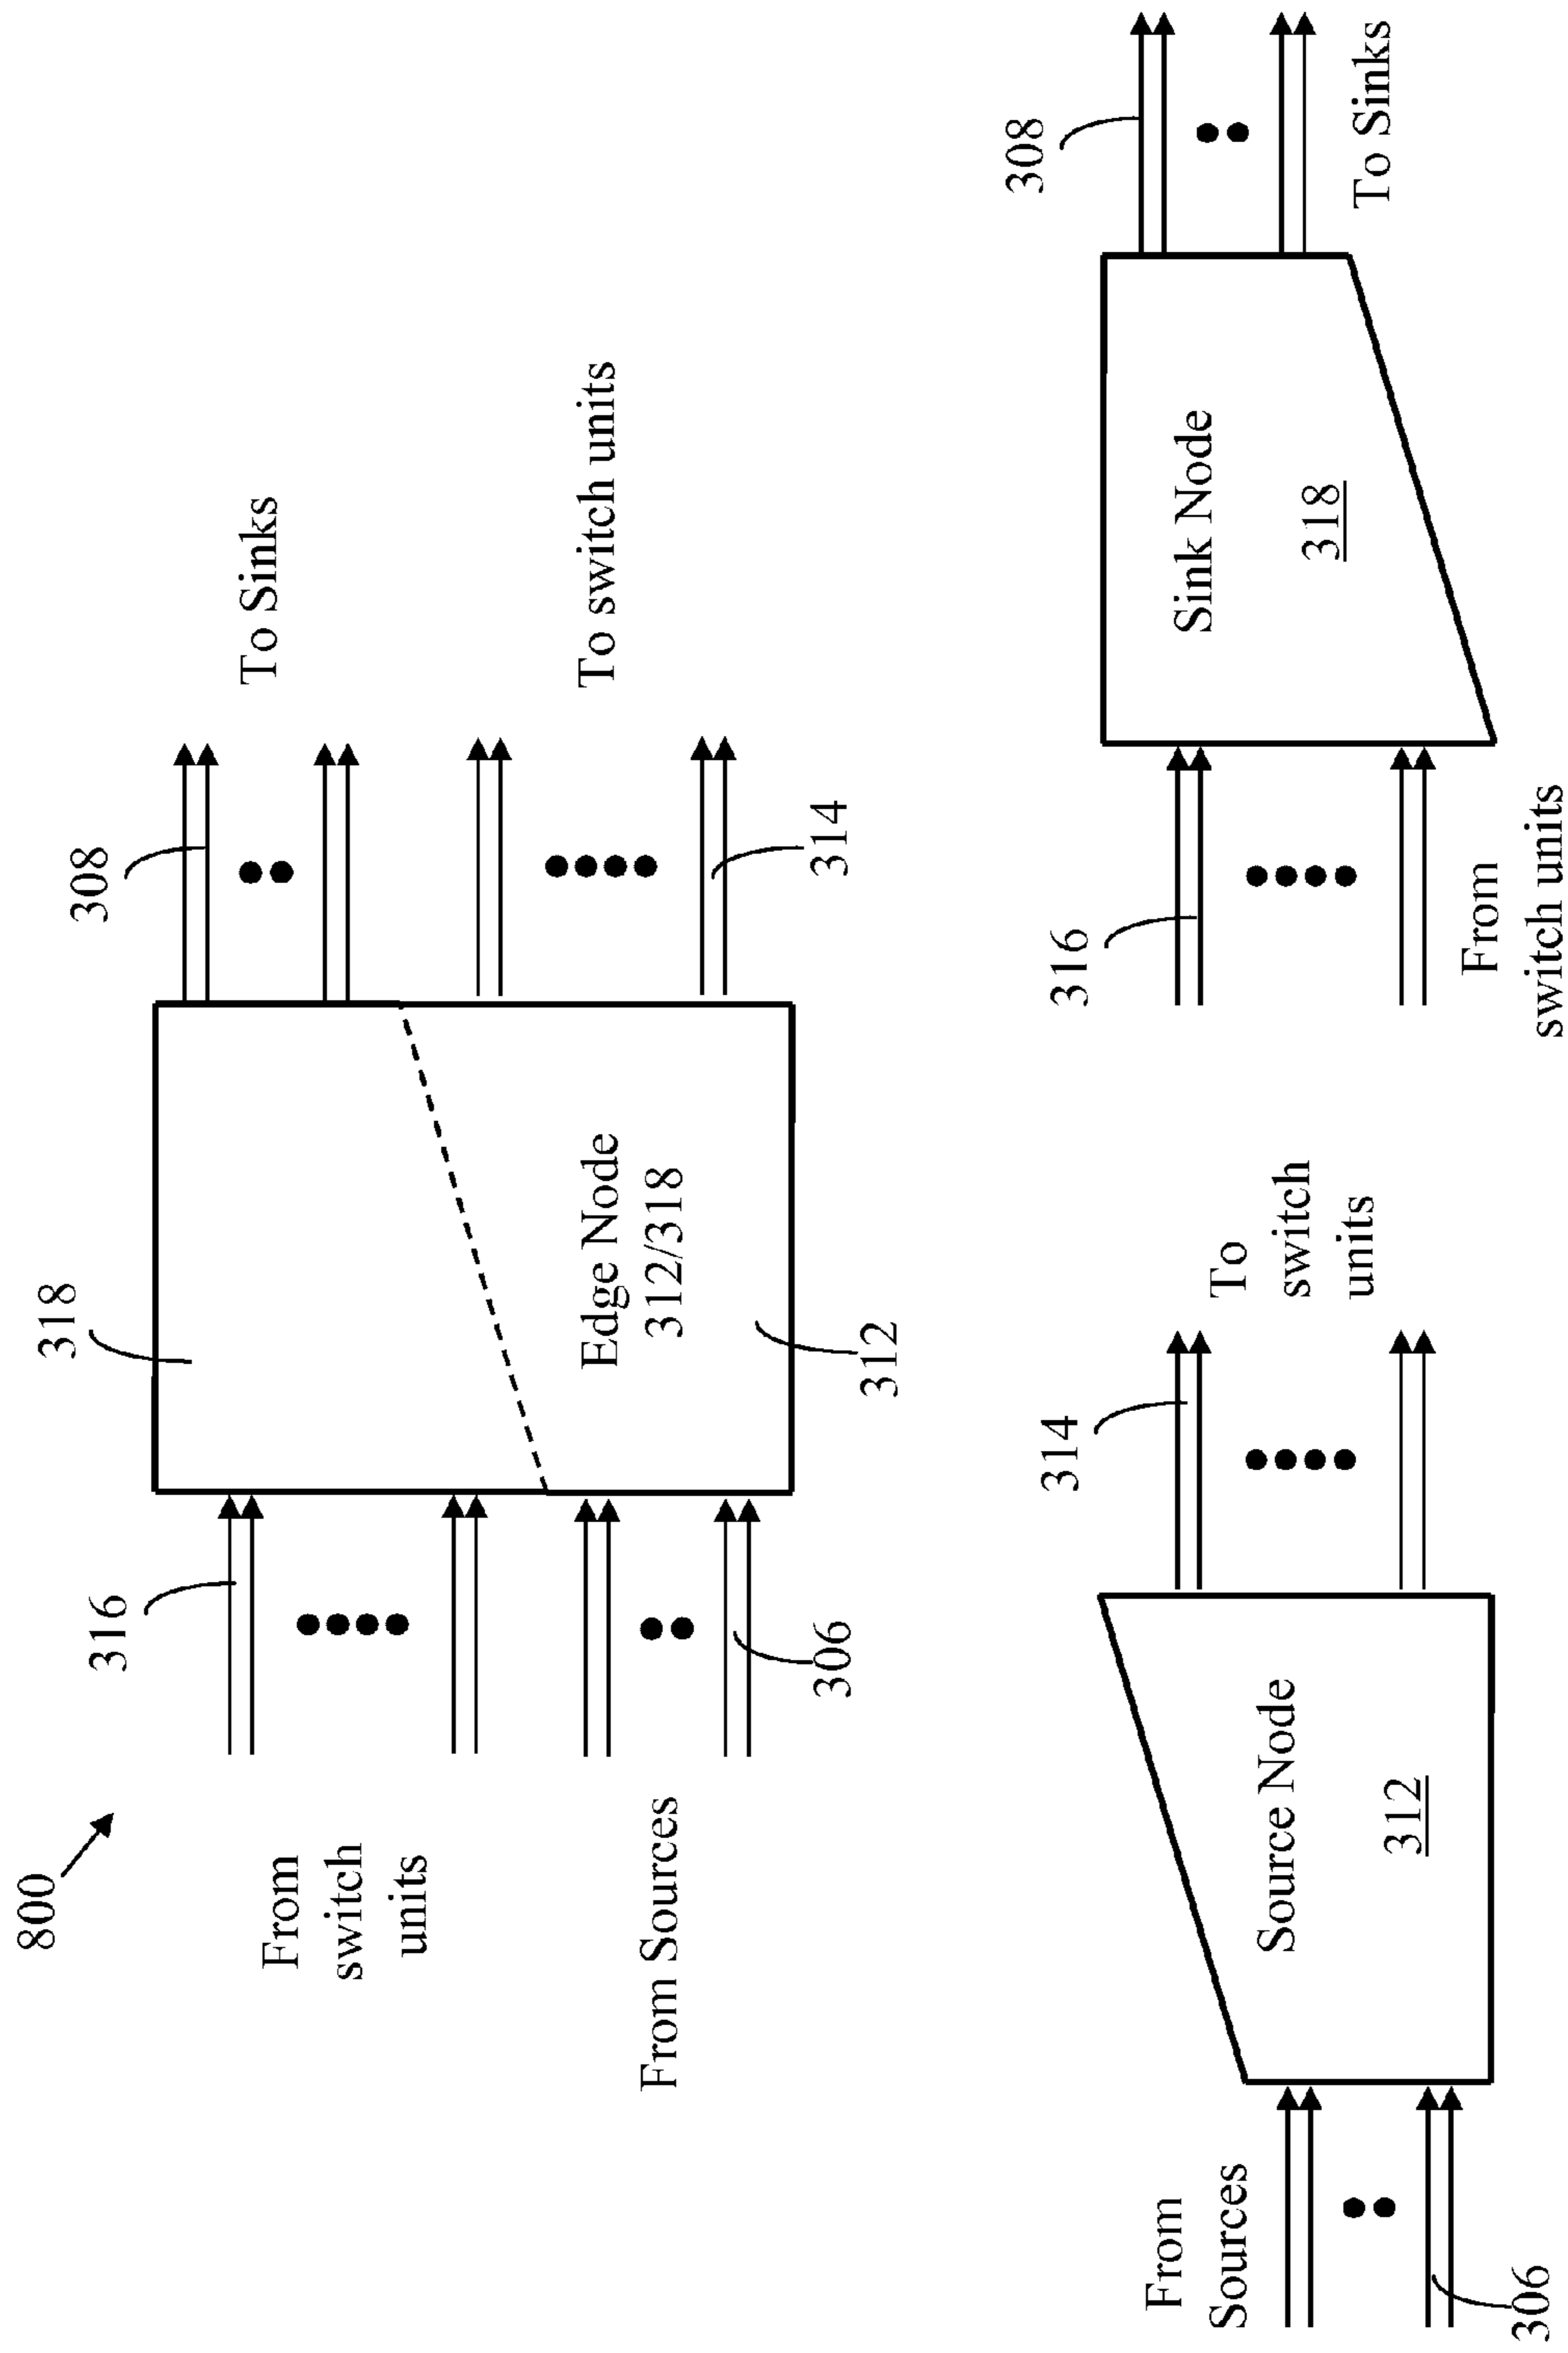 800
318
308
316
From
switch
units
To Sinks
Edge Node
312/318
To switch units
From Sources
306
312
314
From
Sources
306
Source Node
312
314
To
switch
units
316
From
switch units
Sink Node
318
308
To Sinks